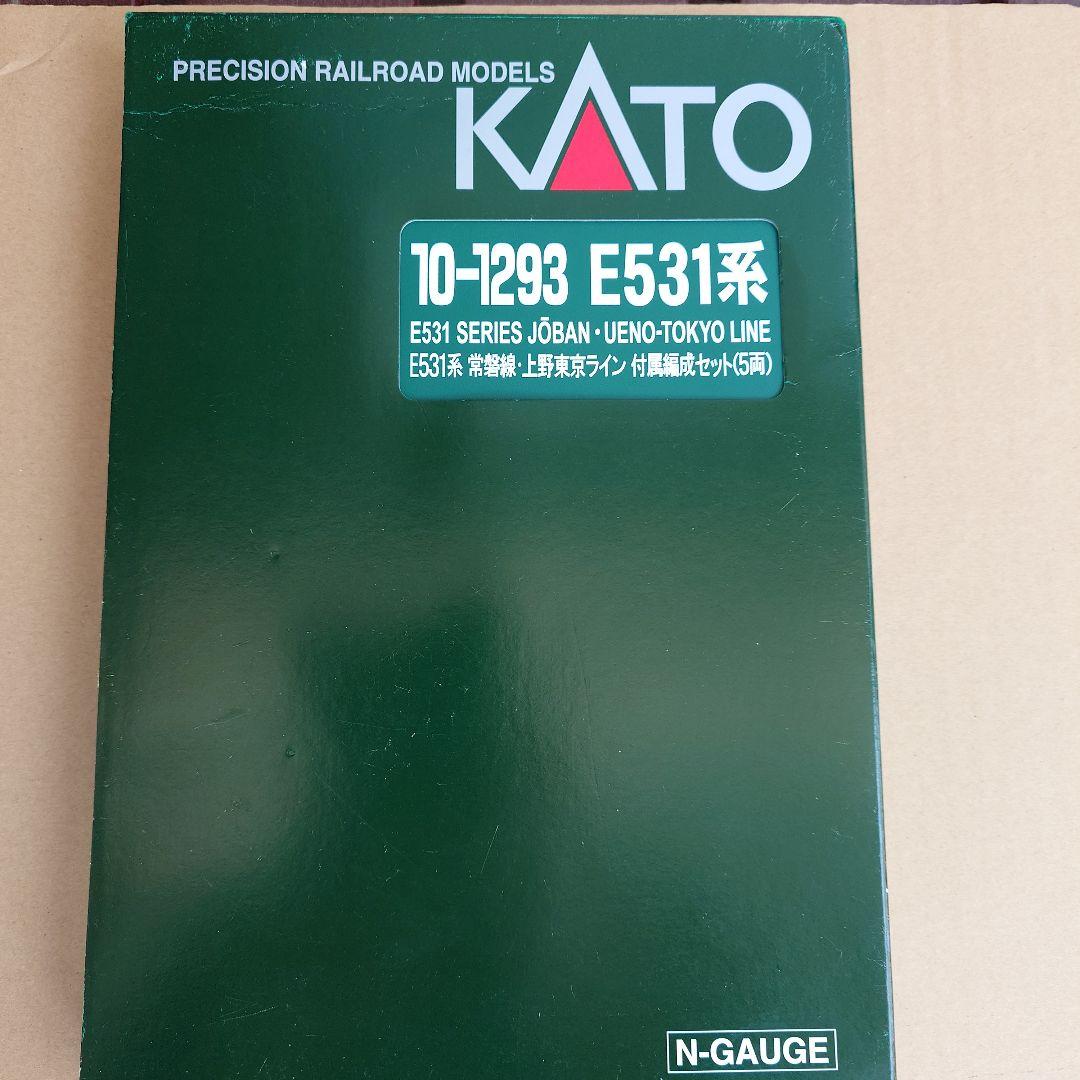 PRECISION RAILROAD MODELS
KATO
10-1293 E531系
E531 SERIES JŌBAN・UENO-TOKYO LINE
E531系 常磐線・上野東京ライン 付属編成セット(5両)
N-GAUGE